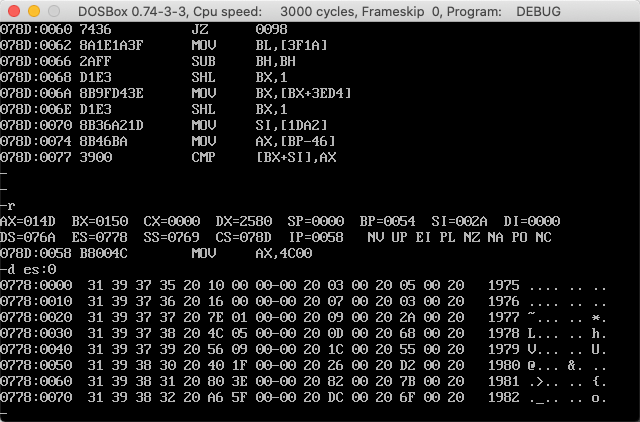 DOSBox 0.74-3-3, Cpu speed:    3000 cycles, Frameskip  0, Program:    DEBUG
078D:0060 7436          JZ      0098
078D:0062 8A1E1A3F      MOV     BL,[3F1A]
078D:0066 2AFF          SUB     BH,BH
078D:0068 D1E3          SHL     BX,1
078D:006A 8B9FD43E      MOV     BX,[BX+3ED4]
078D:006E D1E3          SHL     BX,1
078D:0070 8B36A21D      MOV     SI,[1DA2]
078D:0074 8B46BA        MOV     AX,[BP-46]
078D:0077 3900          CMP     [BX+SI],AX
-
-
-r
AX=014D  BX=0150  CX=0000  DX=2580  SP=0000  BP=0054  SI=002A  DI=0000
DS=076A  ES=0778  SS=0769  CS=078D  IP=0058   NV UP EI PL NZ NA PO NC
078D:0058 B8004C        MOV     AX,4C00
-d es:0
0778:0000  31 39 37 35 20 10 00 00-00 20 03 00 20 05 00 20   1975 .... .. ..
0778:0010  31 39 37 36 20 16 00 00-00 20 07 00 20 03 00 20   1976 .... .. ..
0778:0020  31 39 37 37 20 7E 01 00-00 20 09 00 20 2A 00 20   1977 ~... .. *.
0778:0030  31 39 37 38 20 4C 05 00-00 20 0D 00 20 68 00 20   1978 L... .. h.
0778:0040  31 39 37 39 20 56 09 00-00 20 1C 00 20 55 00 20   1979 V... .. U.
0778:0050  31 39 38 30 20 40 1F 00-00 20 26 00 20 D2 00 20   1980 @... &. ..
0778:0060  31 39 38 31 20 80 3E 00-00 20 82 00 20 7B 00 20   1981 .>.. .. {.
0778:0070  31 39 38 32 20 A6 5F 00-00 20 DC 00 20 6F 00 20   1982 ._.. .. o.
-